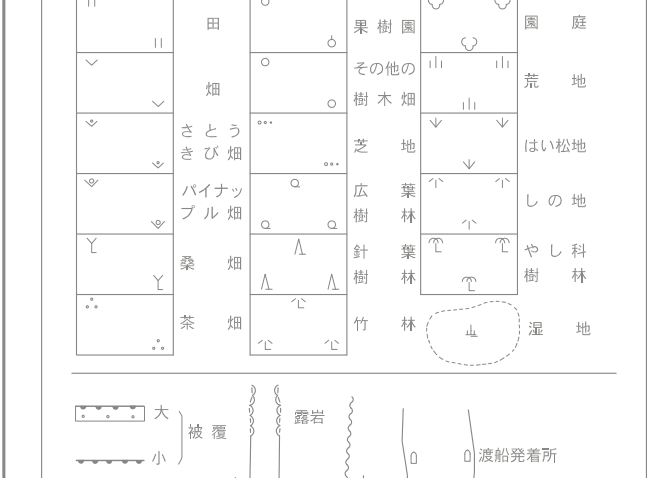 田
畑
さとう
きび畑
パイナッ
プル畑
桑畑
茶畑
果樹園
その他の
樹木畑
芝地
広葉
樹林
針葉
樹林
竹林
園庭
荒地
はい松地
しの地
やし科
樹林
湿地
大
小
被覆
露岩
渡船発着所